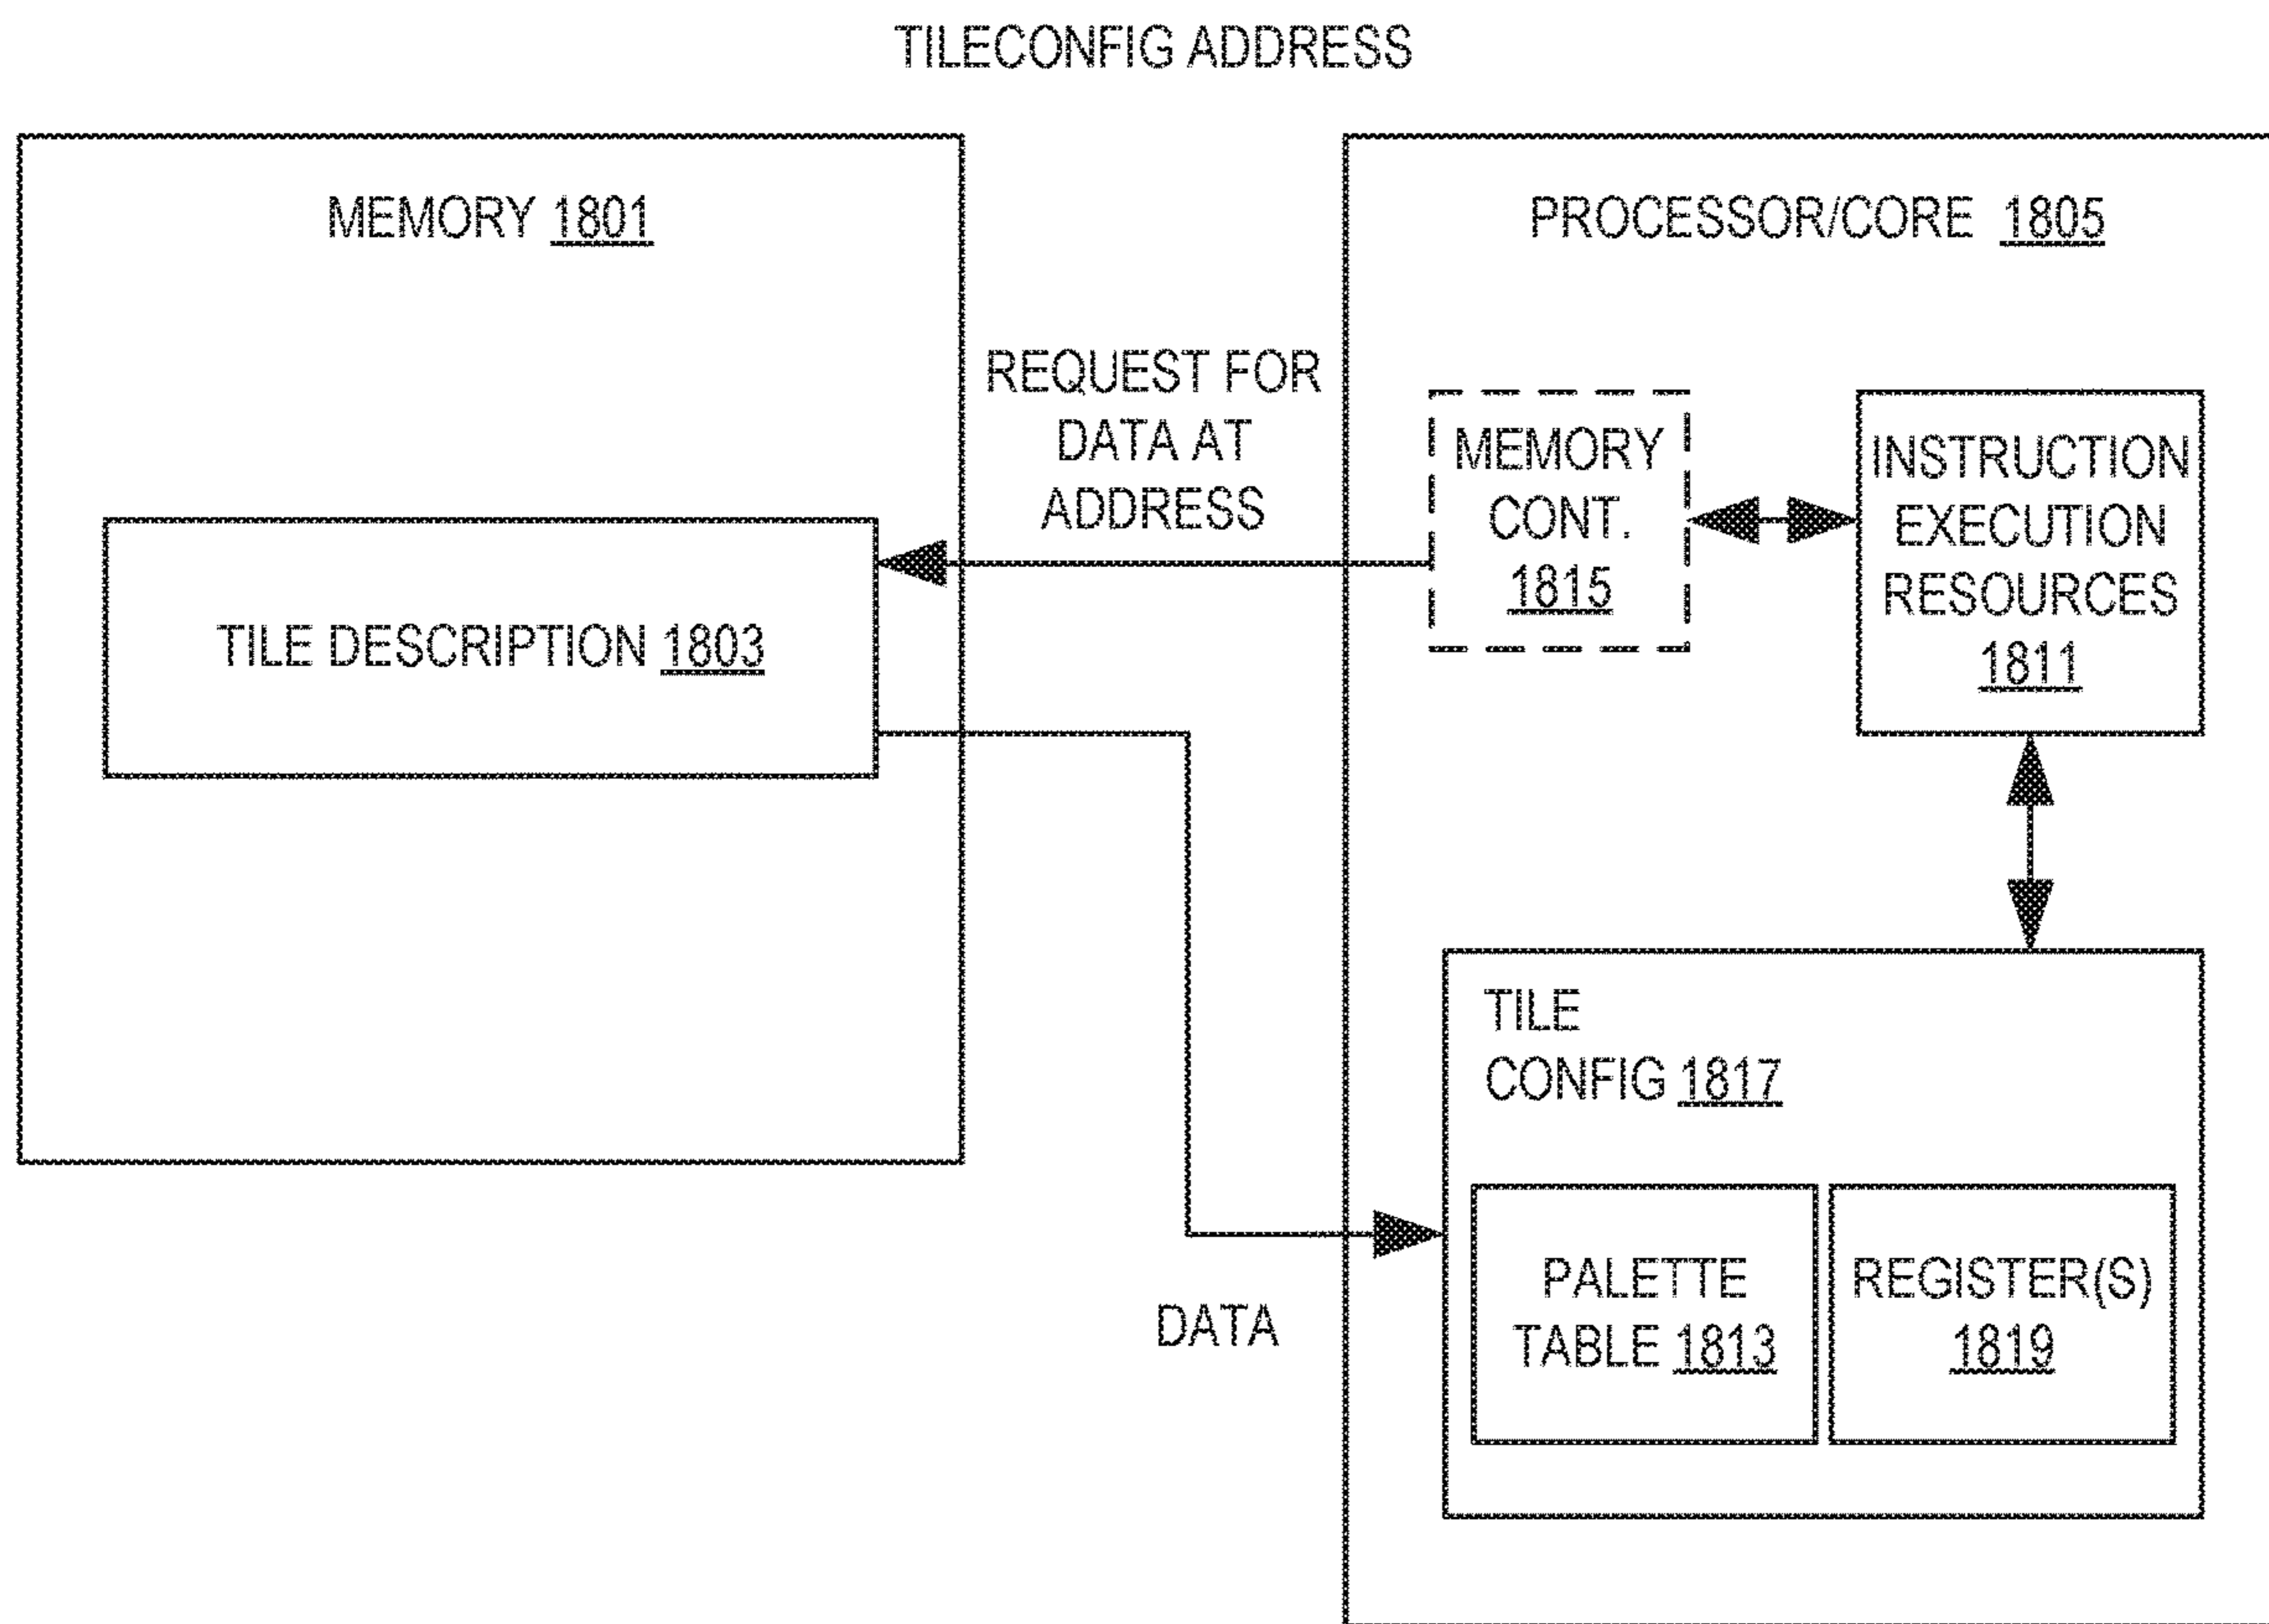 TILECONFIG ADDRESS
MEMORY 1801
PROCESSOR/CORE 1805
REQUEST FOR
DATA AT
ADDRESS
MEMORY
CONT.
1815
INSTRUCTION
EXECUTION
RESOURCES
1811
TILE DESCRIPTION 1803
TILE
CONFIG 1817
PALETTE
TABLE 1813
REGISTER(S)
1819
DATA